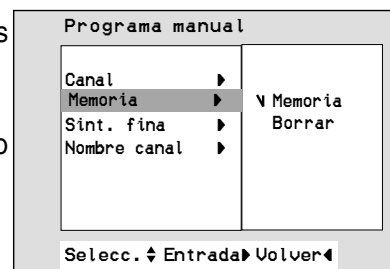 s
o
Programa manual
Canal
Memoria
Sint. fina
Nombre canal
√ Memoria
Borrar
Selecc. Entrada Volver